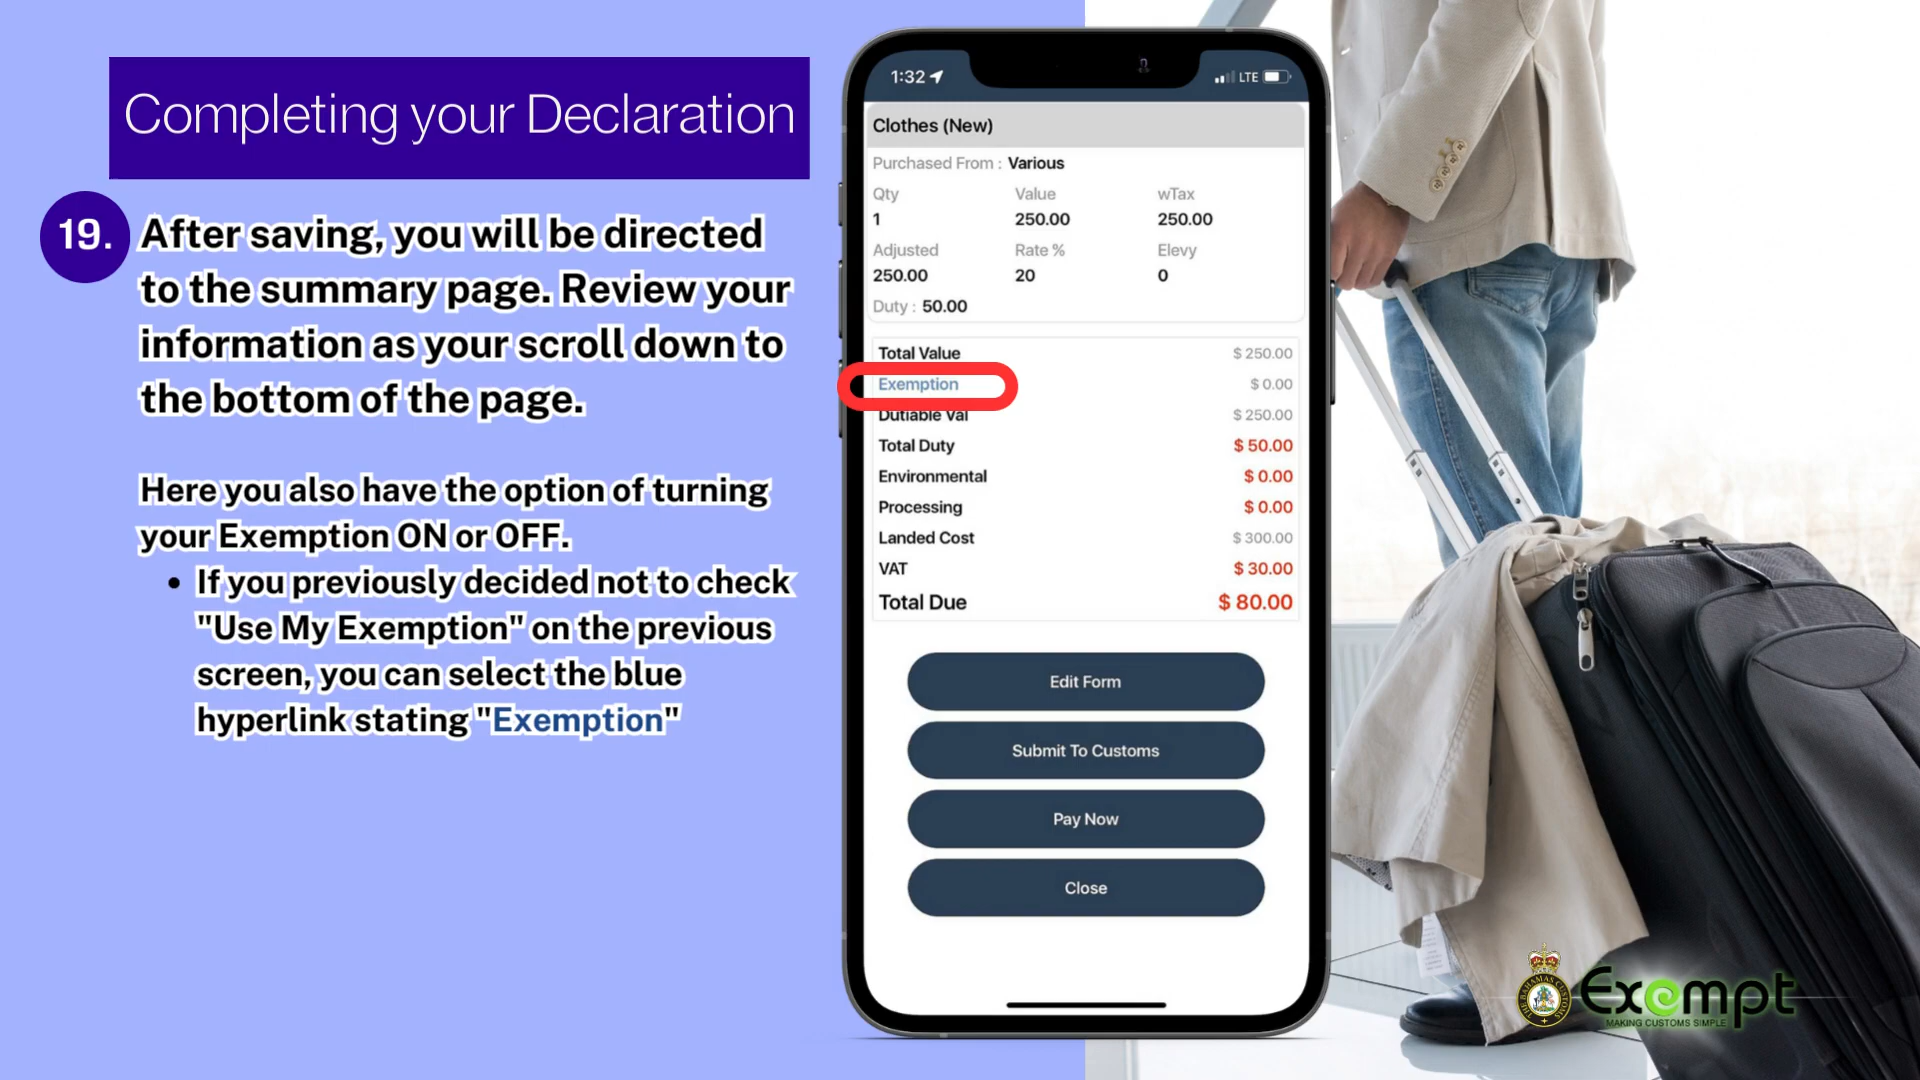 Completing your Declaration
19.
After saving, you will be directed
to the summary page. Review your
information as your scroll down to
the bottom of the page.
Here you also have the option of turning
your Exemption ON or OFF.
• If you previously decided not to check
"Use My Exemption" on the previous
screen, you can select the blue
hyperlink stating "Exemption"
1:32 LTE
Clothes (New)
Purchased From : Various
Qty Value wTax
1 250.00 250.00
Adjusted Rate % Elevy
250.00 20 0
Duty : 50.00
Total Value $ 250.00
Exemption $ 0.00
Dutiable Val $ 250.00
Total Duty $ 50.00
Environmental $ 0.00
Processing $ 0.00
Landed Cost $ 300.00
VAT $ 30.00
Total Due $ 80.00
Edit Form
Submit To Customs
Pay Now
Close
THE BAHAMAS CUSTOMS
Exempt
MAKING CUSTOMS SIMPLE